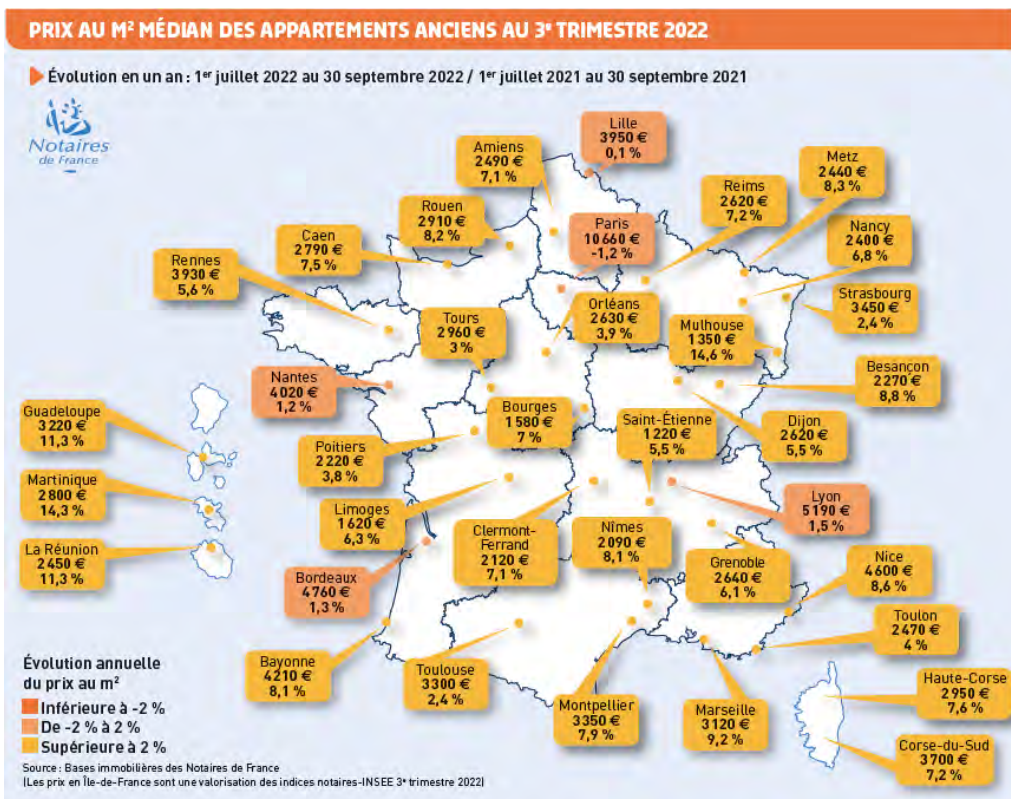 PRIX AU M² MÉDIAN DES APPARTEMENTS ANCIENS AU 3ᵉ TRIMESTRE 2022
Évolution en un an : 1ᵉʳ juillet 2022 au 30 septembre 2022 / 1ᵉʳ juillet 2021 au 30 septembre 2021
Notaires
de France
Lille
3950 €
0,1 %
Amiens
2490 €
7,1 %
Metz
2440 €
8,3 %
Reims
2620 €
7,2 %
Rouen
2910 €
8,2 %
Paris
10660 €
-1,2 %
Nancy
2400 €
6,8 %
Caen
2790 €
7,5 %
Rennes
3930 €
5,6 %
Strasbourg
3450 €
2,4 %
Orléans
2630 €
3,9 %
Tours
2960 €
3 %
Mulhouse
1350 €
14,6 %
Besançon
2270 €
8,8 %
Nantes
4020 €
1,2 %
Bourges
1580 €
7 %
Saint-Étienne
1220 €
5,5 %
Dijon
2620 €
5,5 %
Guadeloupe
3220 €
11,3 %
Poitiers
2220 €
3,8 %
Martinique
2800 €
14,3 %
Limoges
1620 €
6,3 %
Lyon
5190 €
1,5 %
Clermont-
Ferrand
2120 €
7,1 %
Nîmes
2090 €
8,1 %
La Réunion
2450 €
11,3 %
Bordeaux
4760 €
1,3 %
Grenoble
2640 €
6,1 %
Nice
4600 €
8,6 %
Toulon
2470 €
4 %
Bayonne
4210 €
8,1 %
Toulouse
3300 €
2,4 %
Montpellier
3350 €
7,9 %
Marseille
3120 €
9,2 %
Haute-Corse
2950 €
7,6 %
Corse-du-Sud
3700 €
7,2 %
Évolution annuelle
du prix au m²
Inférieure à -2 %
De -2 % à 2 %
Supérieure à 2 %
Source : Bases immobilières des Notaires de France
(Les prix en Île-de-France sont une valorisation des indices notaires-INSEE 3ᵉ trimestre 2022)